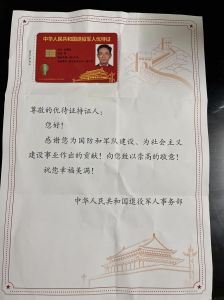 中华人民共和国退役军人优待证
尊敬的优待证持证人：
您好！
感谢您为国防和军队建设、为社会主义
建设事业作出的贡献！向您致以崇高的敬意！
祝您幸福美满！
中华人民共和国退役军人事务部